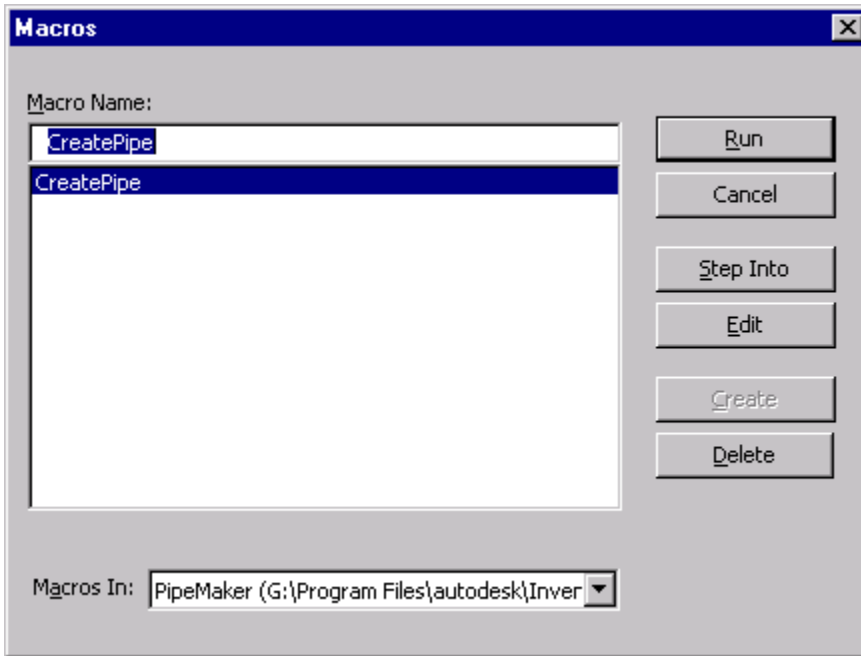 Macros
Macro Name:
CreatePipe
CreatePipe
Run
Cancel
Step Into
Edit
Create
Delete
Macros In: PipeMaker (G:\Program Files\autodesk\Inver